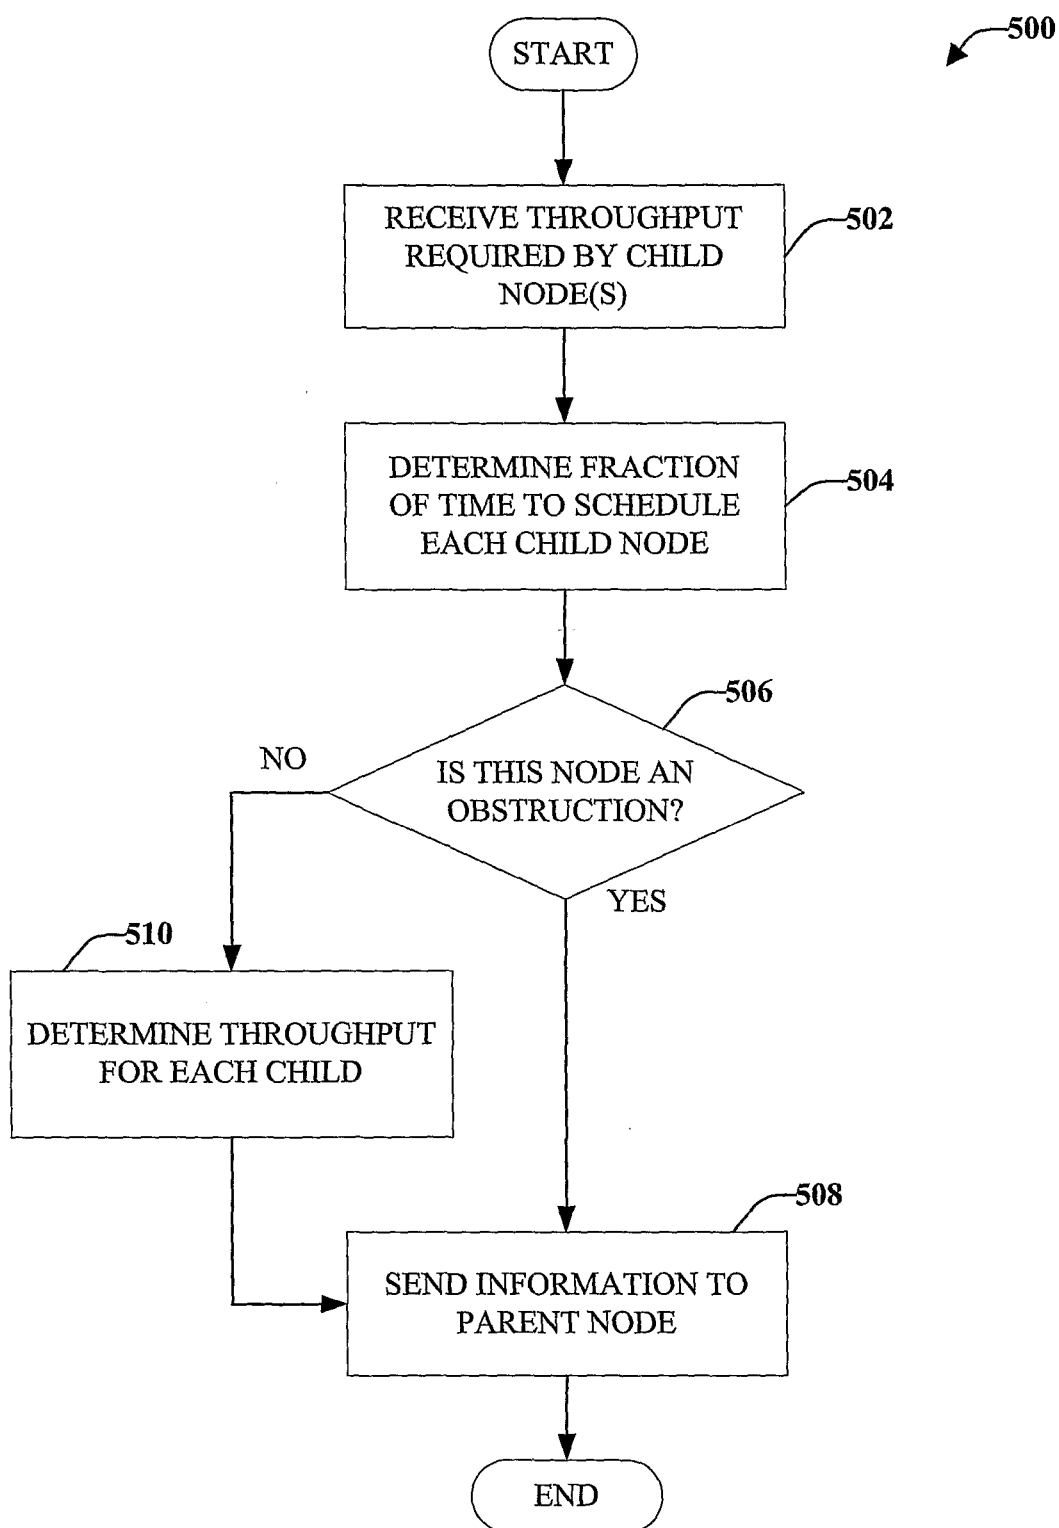 500
START
RECEIVE THROUGHPUT
REQUIRED BY CHILD
NODE(S)
502
DETERMINE FRACTION
OF TIME TO SCHEDULE
EACH CHILD NODE
504
506
IS THIS NODE AN
OBSTRUCTION?
NO
YES
510
DETERMINE THROUGHPUT
FOR EACH CHILD
508
SEND INFORMATION TO
PARENT NODE
END